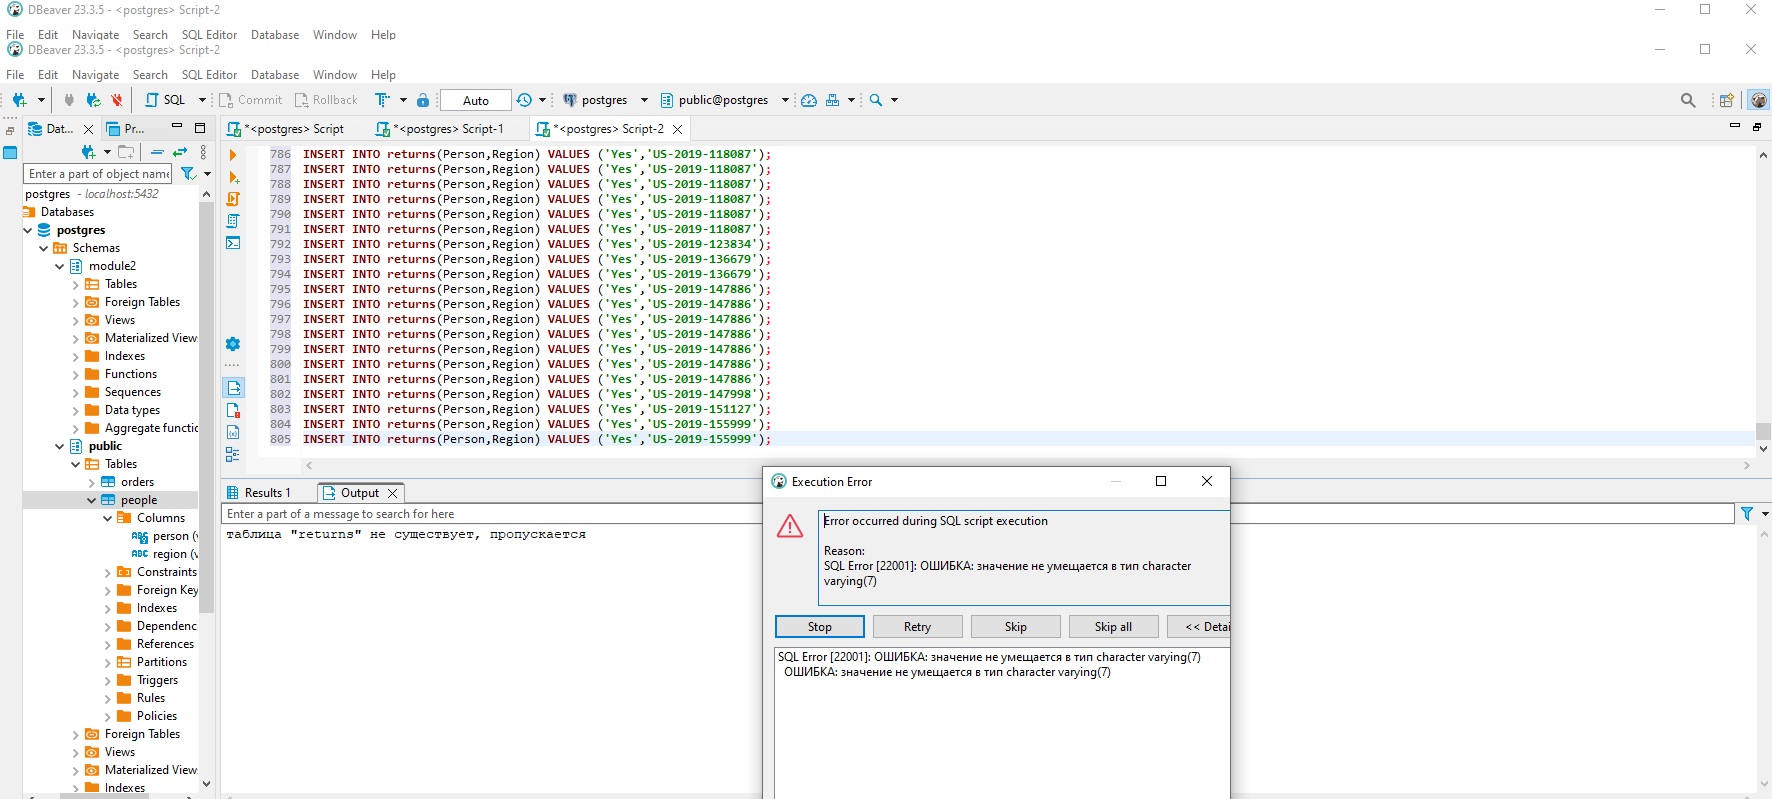 DBeaver 23.3.5 - <postgres> Script-2
File Edit Navigate Search SQL Editor Database Window Help
DBeaver 23.3.5 - <postgres> Script-2
File Edit Navigate Search SQL Editor Database Window Help
SQL Commit Rollback Auto postgres public@postgres
Dat... Pr... *<postgres> Script *<postgres> Script-1 *<postgres> Script-2
Enter a part of object name
postgres - localhost:5432
Databases
postgres
Schemas
module2
Tables
Foreign Tables
Views
Materialized View
Indexes
Functions
Sequences
Data types
Aggregate functic
public
Tables
orders
people
Columns
ABC person (v
ABC region (v
Constraints
Foreign Key
Indexes
Dependenc
References
Partitions
Triggers
Rules
Policies
Foreign Tables
Views
Materialized View
Indexes
786 INSERT INTO returns(Person,Region) VALUES ('Yes','US-2019-118087');
787 INSERT INTO returns(Person,Region) VALUES ('Yes','US-2019-118087');
788 INSERT INTO returns(Person,Region) VALUES ('Yes','US-2019-118087');
789 INSERT INTO returns(Person,Region) VALUES ('Yes','US-2019-118087');
790 INSERT INTO returns(Person,Region) VALUES ('Yes','US-2019-118087');
791 INSERT INTO returns(Person,Region) VALUES ('Yes','US-2019-118087');
792 INSERT INTO returns(Person,Region) VALUES ('Yes','US-2019-123834');
793 INSERT INTO returns(Person,Region) VALUES ('Yes','US-2019-136679');
794 INSERT INTO returns(Person,Region) VALUES ('Yes','US-2019-136679');
795 INSERT INTO returns(Person,Region) VALUES ('Yes','US-2019-147886');
796 INSERT INTO returns(Person,Region) VALUES ('Yes','US-2019-147886');
797 INSERT INTO returns(Person,Region) VALUES ('Yes','US-2019-147886');
798 INSERT INTO returns(Person,Region) VALUES ('Yes','US-2019-147886');
799 INSERT INTO returns(Person,Region) VALUES ('Yes','US-2019-147886');
800 INSERT INTO returns(Person,Region) VALUES ('Yes','US-2019-147886');
801 INSERT INTO returns(Person,Region) VALUES ('Yes','US-2019-147886');
802 INSERT INTO returns(Person,Region) VALUES ('Yes','US-2019-147998');
803 INSERT INTO returns(Person,Region) VALUES ('Yes','US-2019-151127');
804 INSERT INTO returns(Person,Region) VALUES ('Yes','US-2019-155999');
805 INSERT INTO returns(Person,Region) VALUES ('Yes','US-2019-155999');
Results 1 Output
Enter a part of a message to search for here
таблица "returns" не существует, пропускается
Execution Error
Error occurred during SQL script execution
Reason:
SQL Error [22001]: ОШИБКА: значение не умещается в тип character
varying(7)
Stop Retry Skip Skip all << Detai
SQL Error [22001]: ОШИБКА: значение не умещается в тип character varying(7)
ОШИБКА: значение не умещается в тип character varying(7)